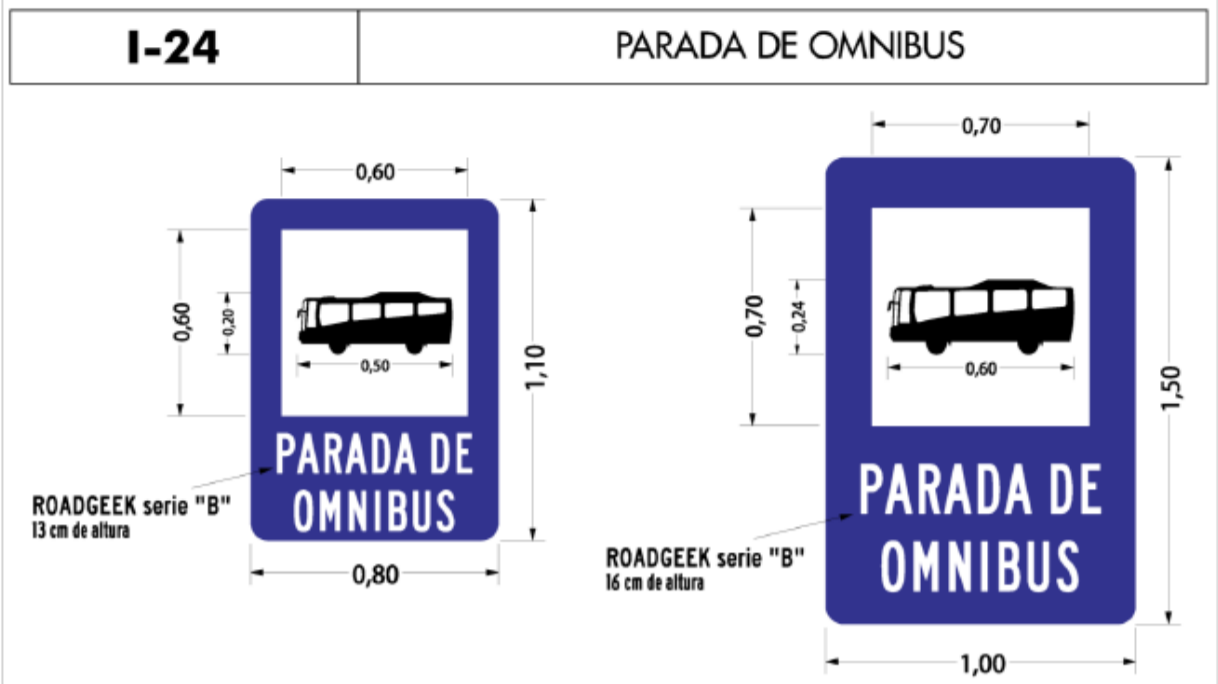 I-24
PARADA DE OMNIBUS
0,60
0,60
0,20
0,50
1,10
PARADA DE
OMNIBUS
ROADGEEK serie "B"
13 cm de altura
0,80
0,70
0,70
0,24
0,60
1,50
PARADA DE
OMNIBUS
ROADGEEK serie "B"
16 cm de altura
1,00